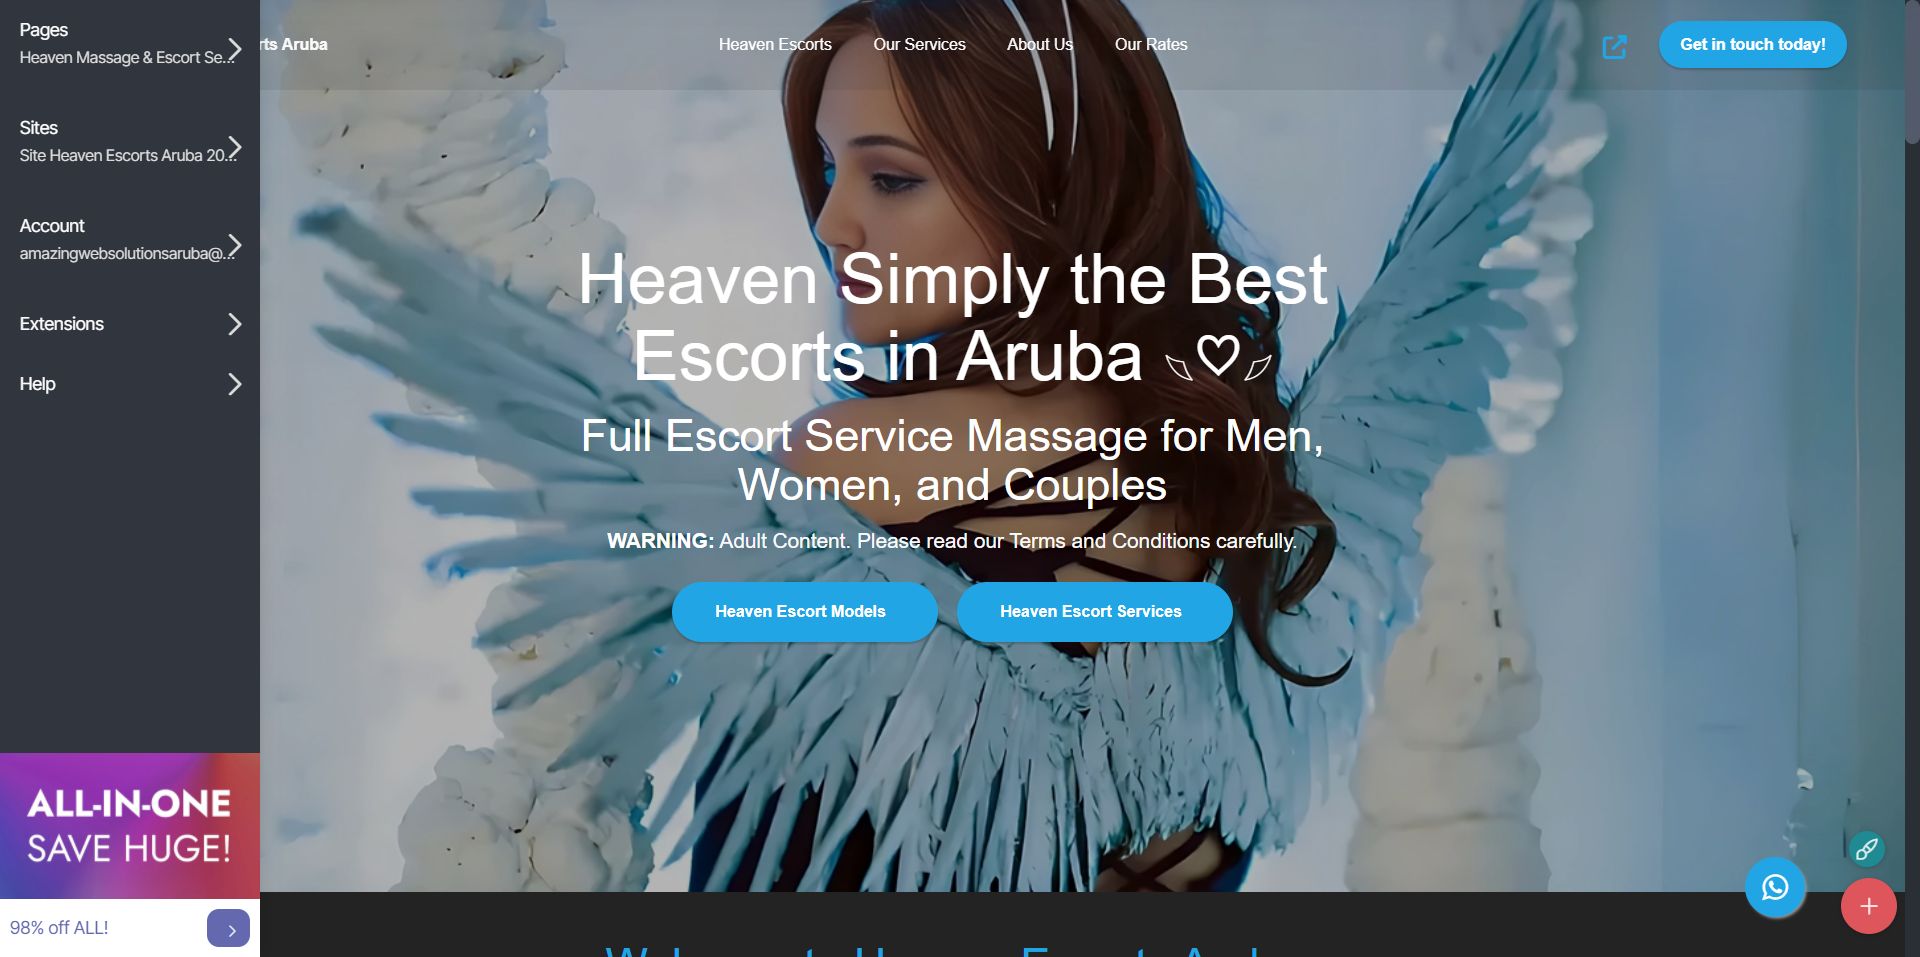 Pages
Heaven Massage & Escort Se...
Sites
Site Heaven Escorts Aruba 20...
Account
amazingwebsolutionsaruba@...
Extensions
Help
ALL-IN-ONE
SAVE HUGE!
98% off ALL!
rts Aruba
Heaven Escorts
Our Services
About Us
Our Rates
Get in touch today!
Heaven Simply the Best
Escorts in Aruba
Full Escort Service Massage for Men,
Women, and Couples
WARNING: Adult Content. Please read our Terms and Conditions carefully.
Heaven Escort Models
Heaven Escort Services